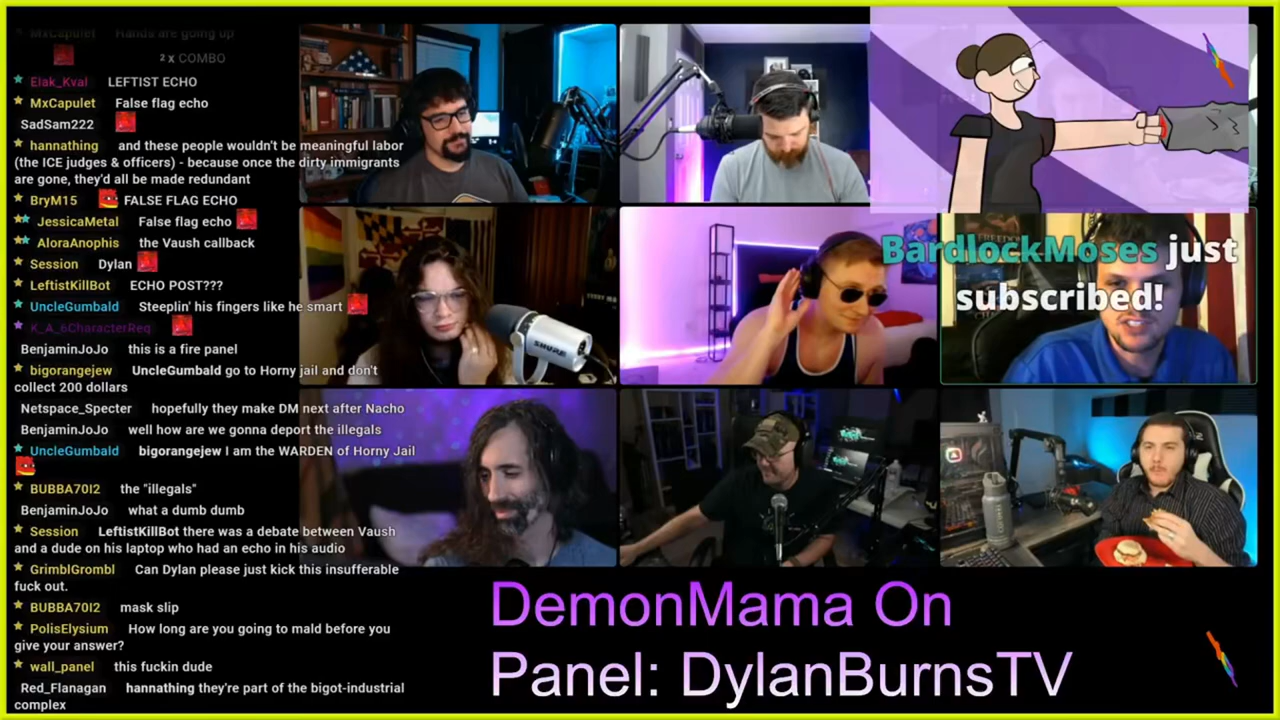 MxCapulet Hands are going up
2 x COMBO
Elak_Kval LEFTIST ECHO
MxCapulet False flag echo
SadSam222
hannathing and these people wouldn't be meaningful labor
(the ICE judges & officers) - because once the dirty immigrants
are gone, they'd all be made redundant
BryM15 FALSE FLAG ECHO
JessicaMetal False flag echo
AloraAnophis the Vaush callback
Session Dylan
LeftistKillBot ECHO POST???
UncleGumbald Steeplin' his fingers like he smart
K_A_6CharacterReq
BenjaminJoJo this is a fire panel
bigorangejew UncleGumbald go to Horny jail and don't
collect 200 dollars
Netspace_Specter hopefully they make DM next after Nacho
BenjaminJoJo well how are we gonna deport the illegals
UncleGumbald bigorangejew I am the WARDEN of Horny Jail
BUBBA70I2 the "illegals"
BenjaminJoJo what a dumb dumb
Session LeftistKillBot there was a debate between Vaush
and a dude on his laptop who had an echo in his audio
GrimblGrombl Can Dylan please just kick this insufferable
fuck out.
BUBBA70I2 mask slip
PolisElysium How long are you going to mald before you
give your answer?
wall_panel this fuckin dude
Red_Flanagan hannathing they're part of the bigot-industrial
complex
BardlockMoses just
subscribed!
SHURE
DemonMama On
Panel: DylanBurnsTV